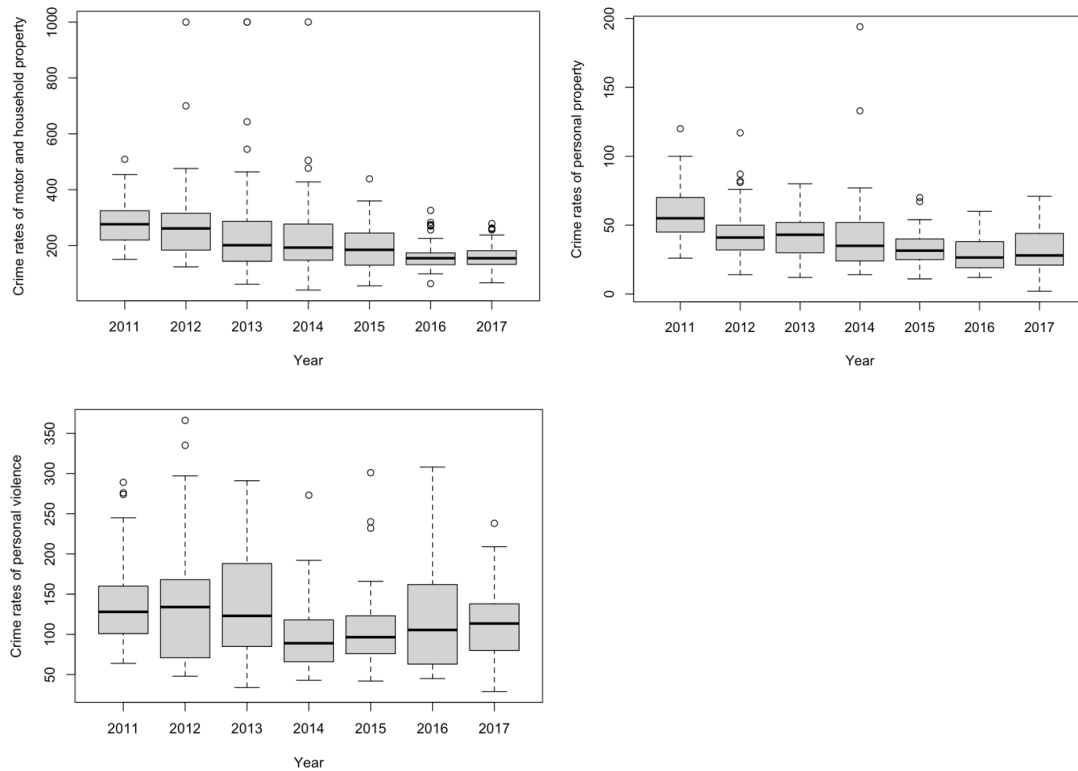 Crime rates of motor and household property
1000
800
600
400
200
2011 2012 2013 2014 2015 2016 2017
Year
Crime rates of personal property
200
150
100
50
0
2011 2012 2013 2014 2015 2016 2017
Year
Crime rates of personal violence
350
300
250
200
150
100
50
2011 2012 2013 2014 2015 2016 2017
Year